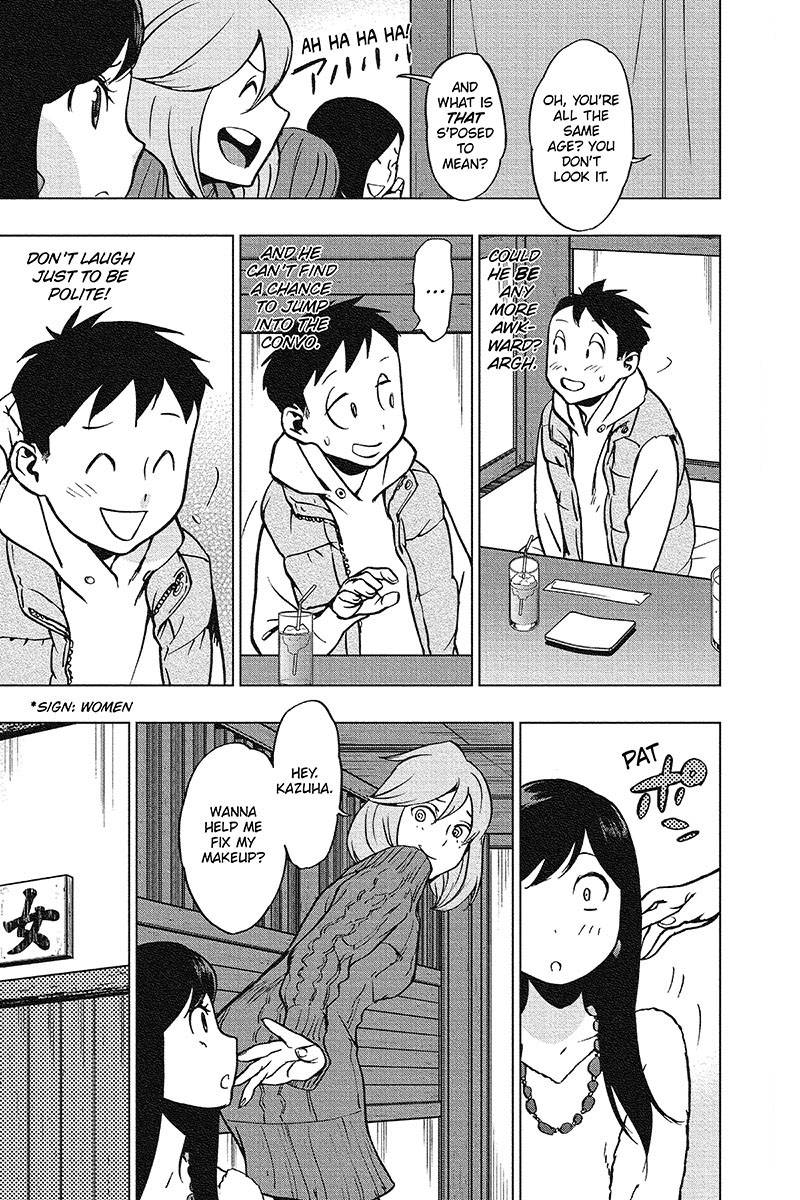 OH, YOU'RE
ALL THE
SAME
AGE? YOU
DON'T
LOOK IT.
AND
WHAT IS
THAT
S'POSED
TO
MEAN?
AH HA HA HA!
アハハハハ
COULD
HE BE
ANY
MORE
AWK-
WARD?
ARGH.
...
AND HE
CAN'T FIND
A CHANCE
TO JUMP
INTO THE
CONVO.
DON'T LAUGH
JUST TO BE
POLITE!
PAT
ポン
HEY.
KAZUHA.
WANNA
HELP ME
FIX MY
MAKEUP?
*SIGN: WOMEN
女